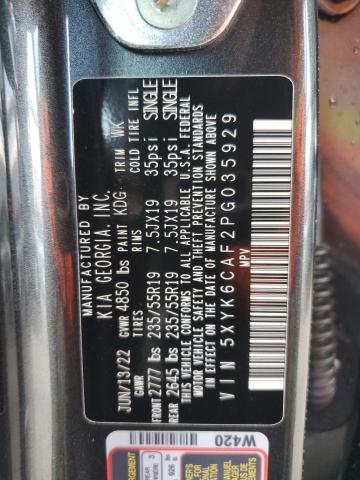 MANUFACTURED BY
KIA GEORGIA, INC.
JUN/13/22 GVWR 4850 lbs PAINT KDG TRIM WK
GAWR TIRES RIMS COLD TIRE INFL
FRONT 2777 lbs 235/55R19 7.5JX19 35psi SINGLE
REAR 2645 lbs 235/55R19 7.5JX19 35psi SINGLE
THIS VEHICLE CONFORMS TO ALL APPLICABLE U.S.A. FEDERAL
MOTOR VEHICLE SAFETY AND THEFT PREVENTION STANDARDS
IN EFFECT ON THE DATE OF MANUFACTURE SHOWN ABOVE
VIN 5XYK6CAF2PG035929
MPV
W420